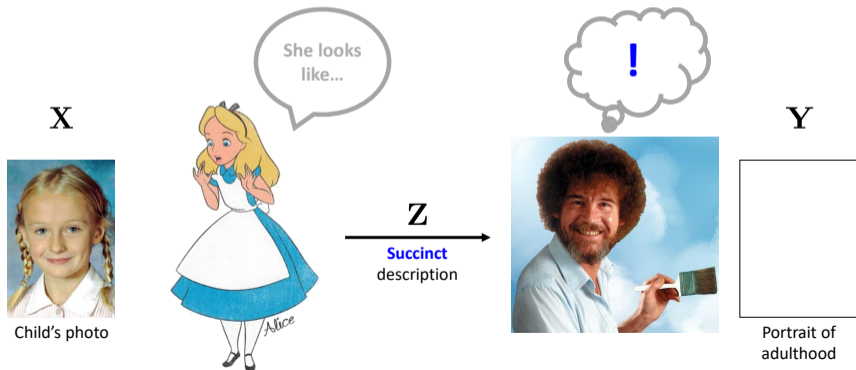 She looks
like...
!
X
Y
Z
Succinct
description
Alice
Child's photo
Portrait of
adulthood